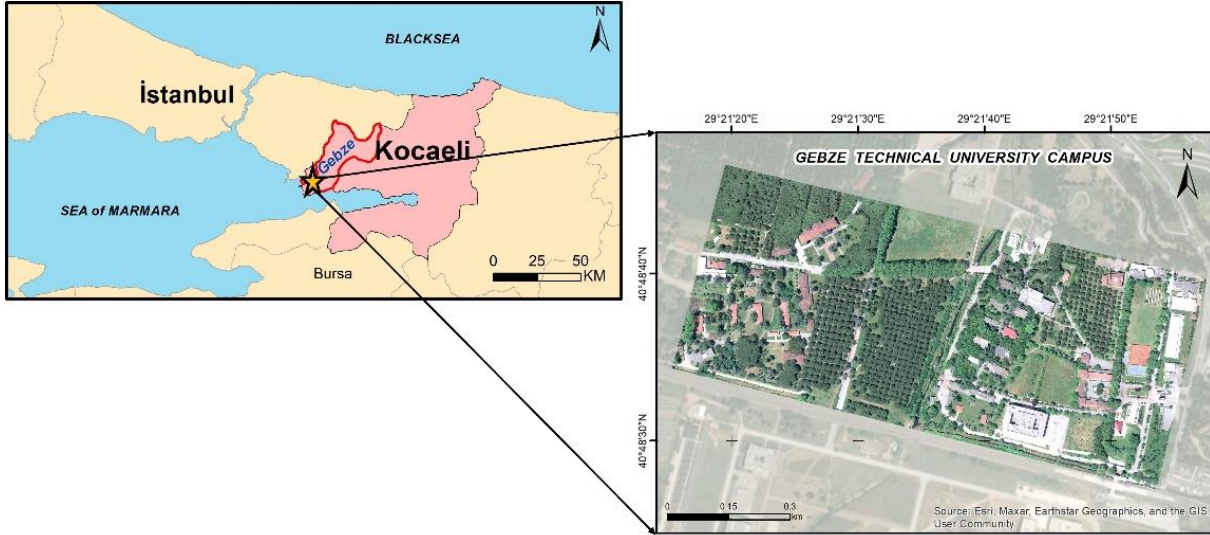 BLACKSEA
N
İstanbul
Gebze
Kocaeli
SEA of MARMARA
Bursa
0 25 50
KM
29°21'20"E 29°21'30"E 29°21'40"E 29°21'50"E
GEBZE TECHNICAL UNIVERSITY CAMPUS
N
40°48'40"N
40°48'30"N
0 0.15 0.3
km
Source: Esri, Maxar, Earthstar Geographics, and the GIS
User Community